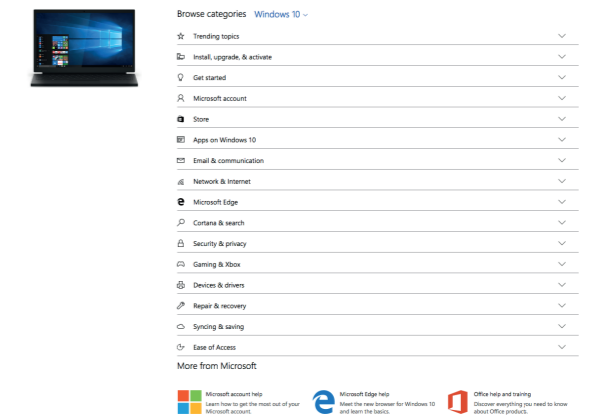 Browse categories Windows 10
Trending topics
Install, upgrade, & activate
Get started
Microsoft account
Store
Apps on Windows 10
Email & communication
Network & Internet
Microsoft Edge
Cortana & search
Security & privacy
Gaming & Xbox
Devices & drivers
Repair & recovery
Syncing & saving
Ease of Access
More from Microsoft
Microsoft account help
Learn how to get the most out of your
Microsoft account.
Microsoft Edge help
Meet the new browser for Windows 10
and learn the basics.
Office help and training
Discover everything you need to know
about Office products.